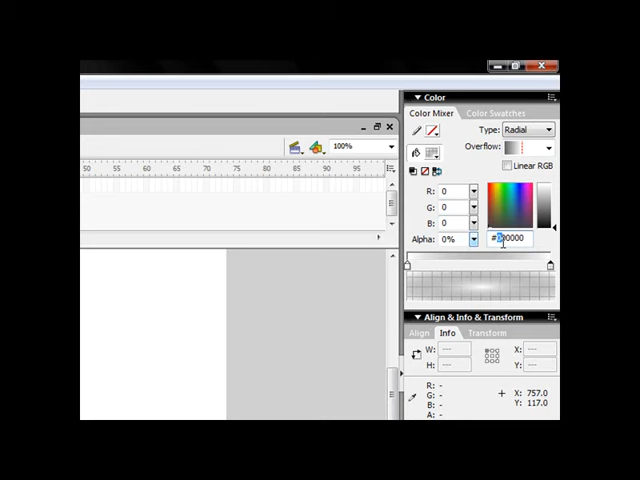 Color
Color Mixer Color Swatches
Type: Radial
Overflow:
Linear RGB
100%
50 55 60 65 70 75 80 85 90 95
R: 0
G: 0
B: 0
Alpha: 0% #000000
Align & Info & Transform
Align Info Transform
W: --- X: ---
H: --- Y: ---
R: -
G: - X: 757.0
B: - Y: 117.0
A: -